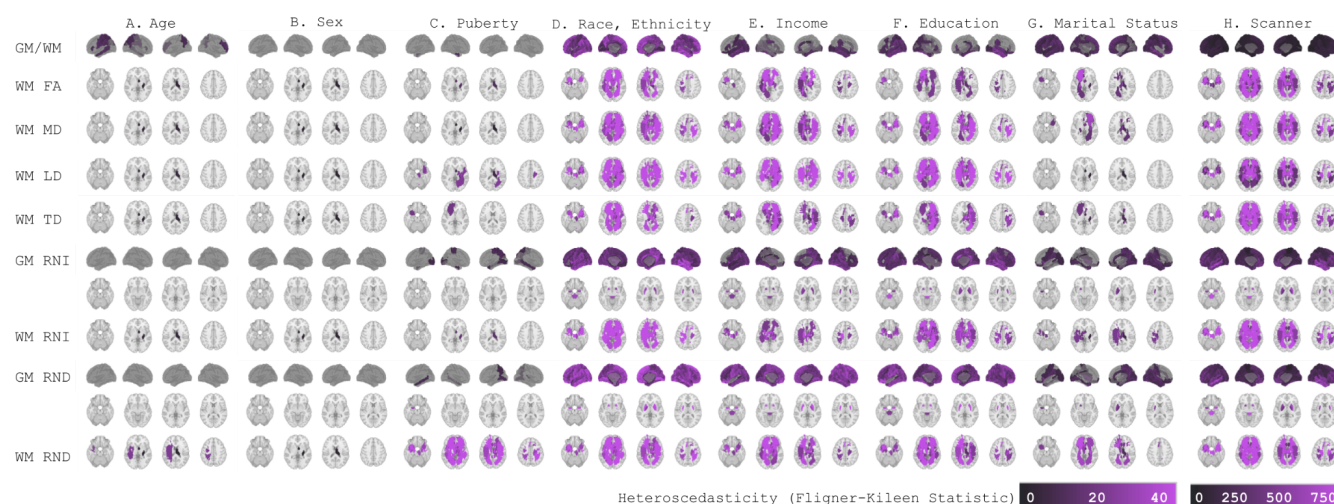 A. Age B. Sex C. Puberty D. Race, Ethnicity E. Income F. Education G. Marital Status H. Scanner
GM/WM
WM FA
WM MD
WM LD
WM TD
GM RNI
WM RNI
GM RND
WM RND
Heteroscedasticity (Fligner-Kileen Statistic) 0 20 40 0 250 500 750